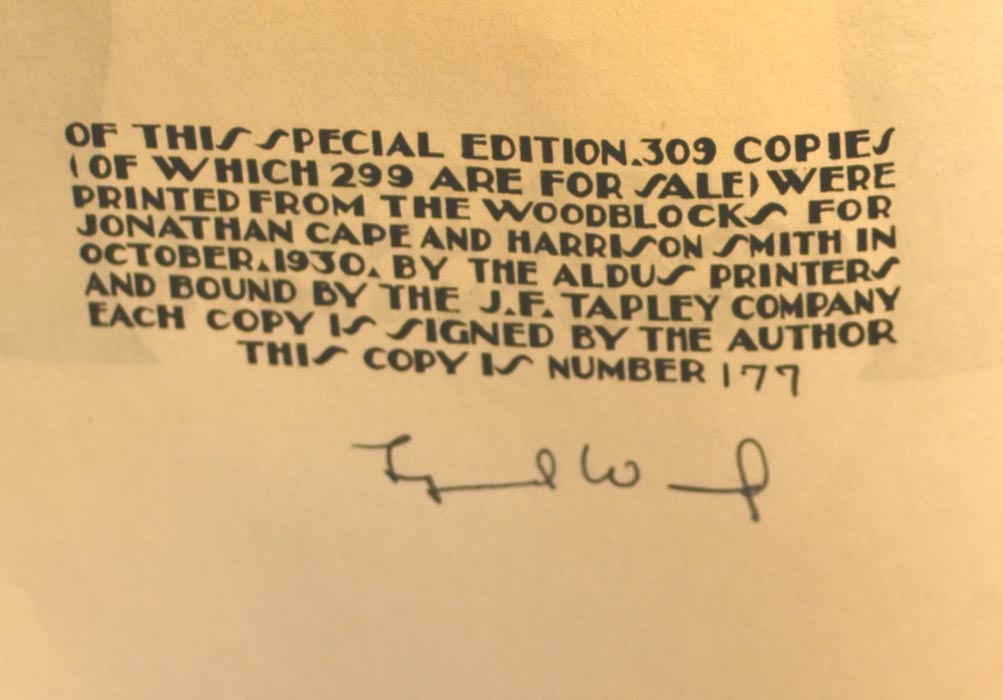 OF THIS SPECIAL EDITION. 309 COPIES
(OF WHICH 299 ARE FOR SALE) WERE
PRINTED FROM THE WOODBLOCKS FOR
JONATHAN CAPE AND HARRISON SMITH IN
OCTOBER. 1930. BY THE ALDUS PRINTERS
AND BOUND BY THE J.F. TAPLEY COMPANY
EACH COPY IS SIGNED BY THE AUTHOR
THIS COPY IS NUMBER 177
Lynd Ward